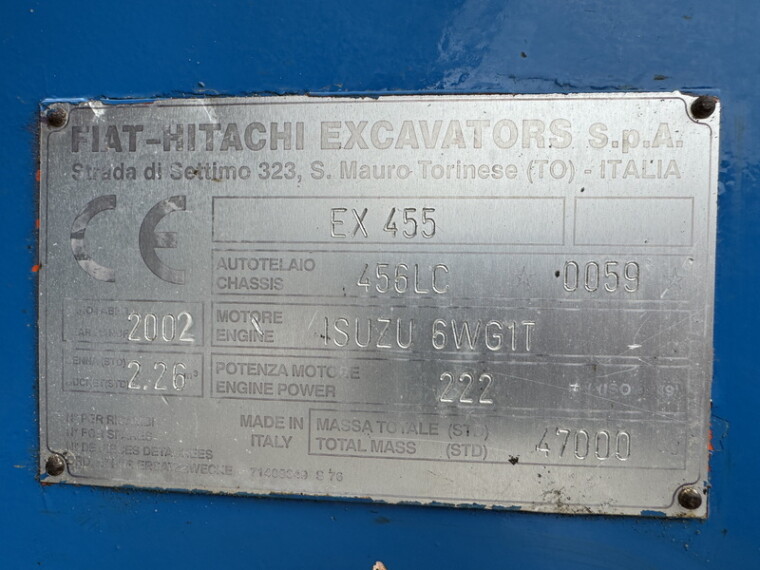 FIAT-HITACHI EXCAVATORS S.p.A.
Strada di Settimo 323, S. Mauro Torinese (TO) - ITALIA
CE
EX 455
AUTOTELAIO
CHASSIS
456LC 0059
2002
MOTORE
ENGINE
ISUZU 6WG1T
2.26
POTENZA MOTORE
ENGINE POWER
222
MADE IN
ITALY
MASSA TOTALE (STD)
TOTAL MASS (STD)
47000